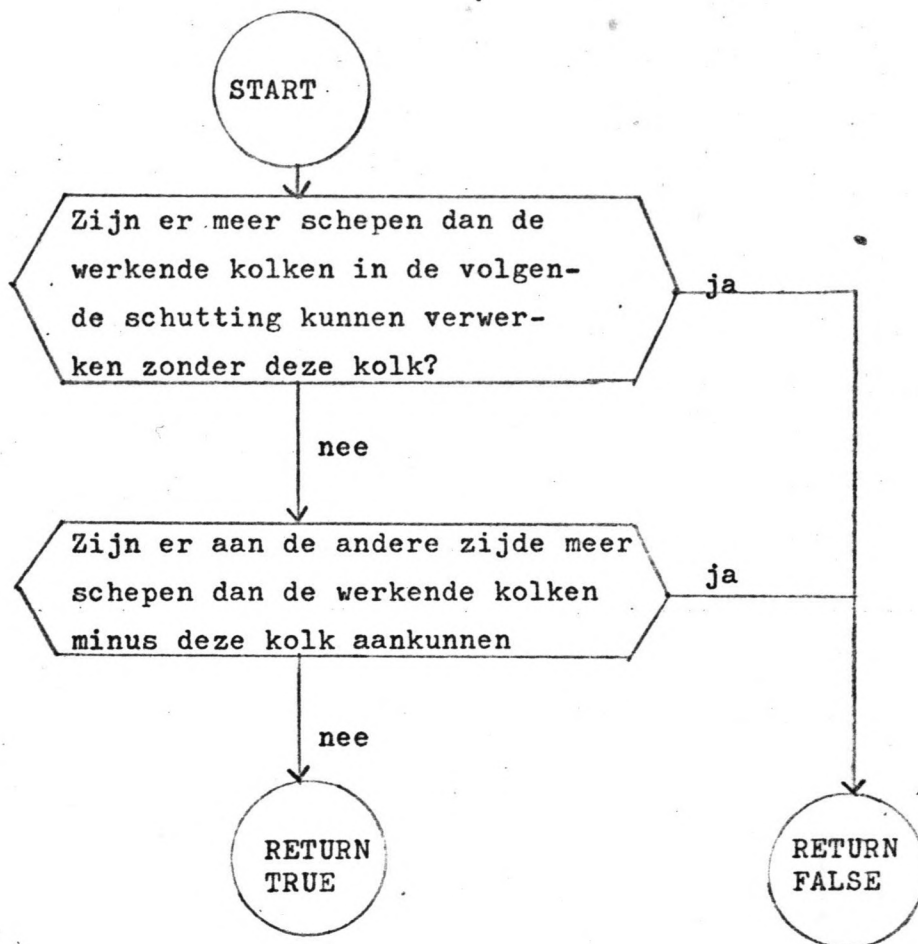 START
Zijn er meer schepen dan de
werkende kolken in de volgen-
de schutting kunnen verwer-
ken zonder deze kolk?
ja
nee
Zijn er aan de andere zijde meer
schepen dan de werkende kolken
minus deze kolk aankunnen
ja
nee
RETURN
TRUE
RETURN
FALSE